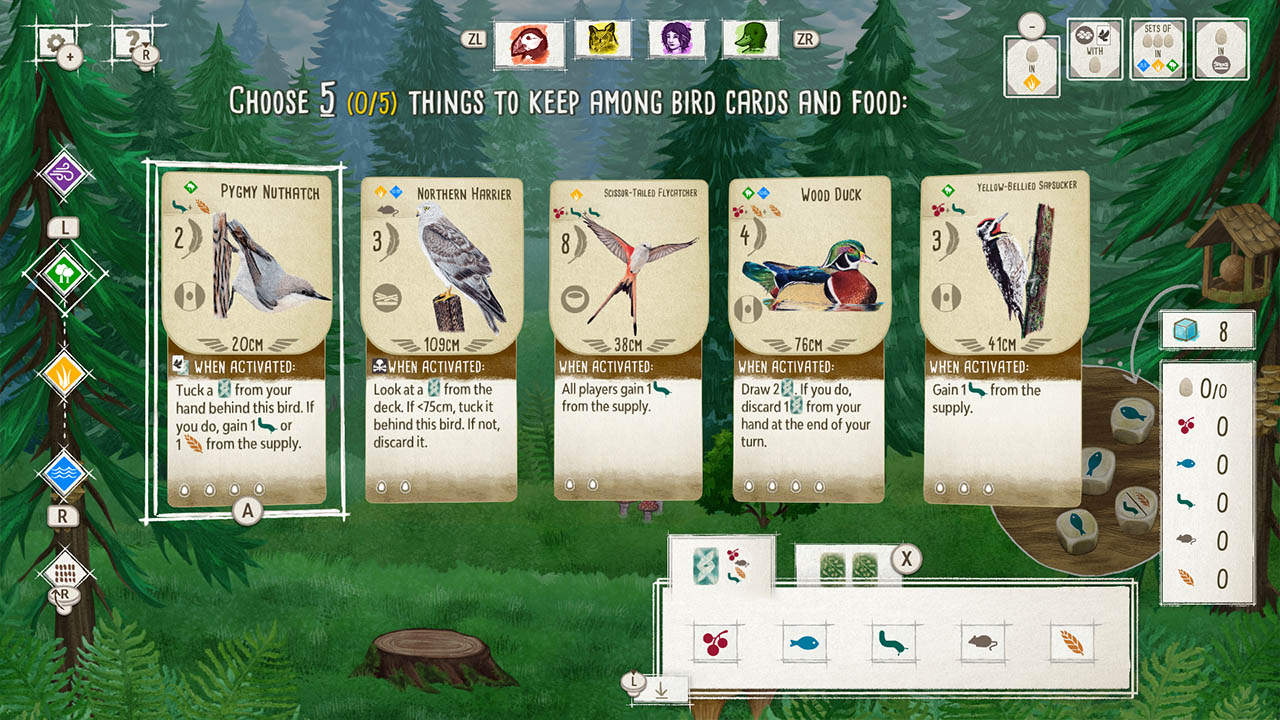 +
?
R
ZL
ZR
-
IN
WITH
SETS OF
IN
IN
CHOOSE 5 (0/5) THINGS TO KEEP AMONG BIRD CARDS AND FOOD:
L
R
R
PYGMY NUTHATCH
+
2
20CM
WHEN ACTIVATED:
Tuck a from your
hand behind this bird. If
you do, gain 1 or
1 from the supply.
A
NORTHERN HARRIER
3
109CM
WHEN ACTIVATED:
Look at a from the
deck. If <75cm, tuck it
behind this bird. If not,
discard it.
SCISSOR-TAILED FLYCATCHER
+ +
8
38CM
WHEN ACTIVATED:
All players gain 1
from the supply.
WOOD DUCK
+ +
4
76CM
WHEN ACTIVATED:
Draw 2 . If you do,
discard 1 from your
hand at the end of your
turn.
YELLOW-BELLIED SAPSUCKER
+
3
41CM
WHEN ACTIVATED:
Gain 1 from the
supply.
8
0/0
0
0
0
0
0
X
L